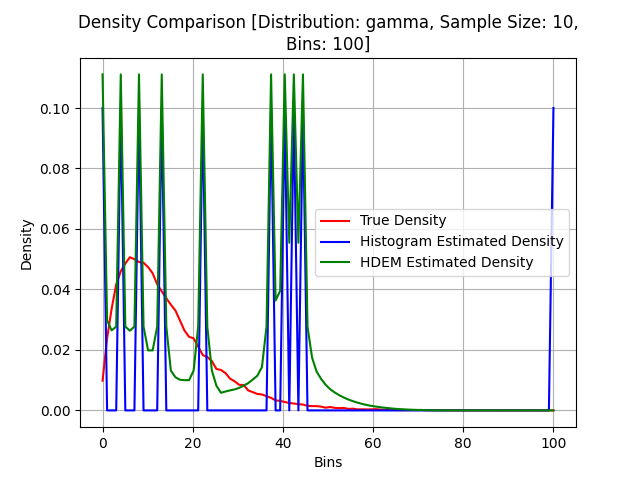 Density Comparison [Distribution: gamma, Sample Size: 10,
Bins: 100]
Density
0.10
0.08
0.06
0.04
0.02
0.00
True Density
Histogram Estimated Density
HDEM Estimated Density
0 20 40 60 80 100
Bins